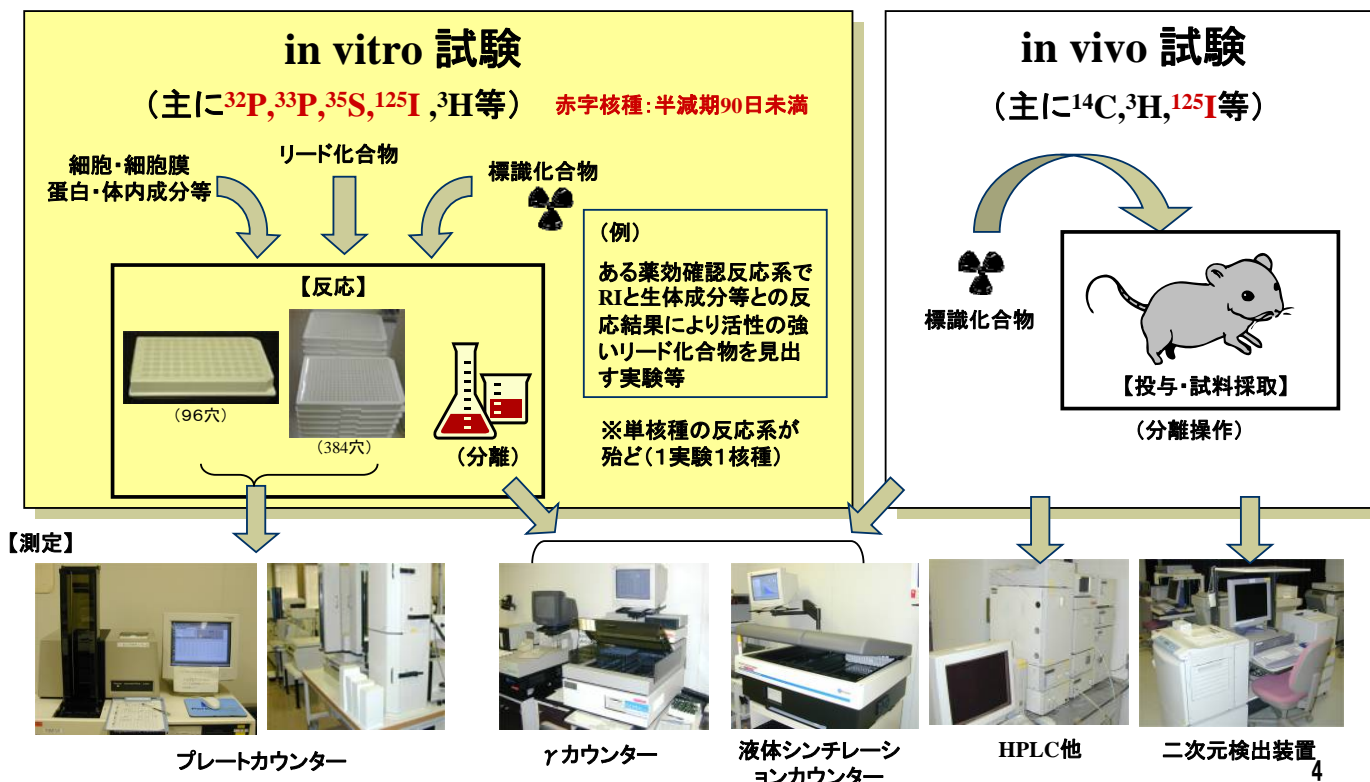 in vitro 試験
(主に³²P,³³P,³⁵S,¹²⁵I ,³H等)
赤字核種:半減期90日未満
細胞・細胞膜
蛋白・体内成分等
リード化合物
標識化合物
【反応】
(96穴)
(384穴)
(分離)
(例)
ある薬効確認反応系で
RIと生体成分等との反
応結果により活性の強
いリード化合物を見出
す実験等
※単核種の反応系が
殆ど(1実験1核種)
in vivo 試験
(主に¹⁴C,³H,¹²⁵I等)
標識化合物
【投与・試料採取】
(分離操作)
【測定】
プレートカウンター
γカウンター
液体シンチレーシ
ョンカウンター
HPLC他
二次元検出装置
4